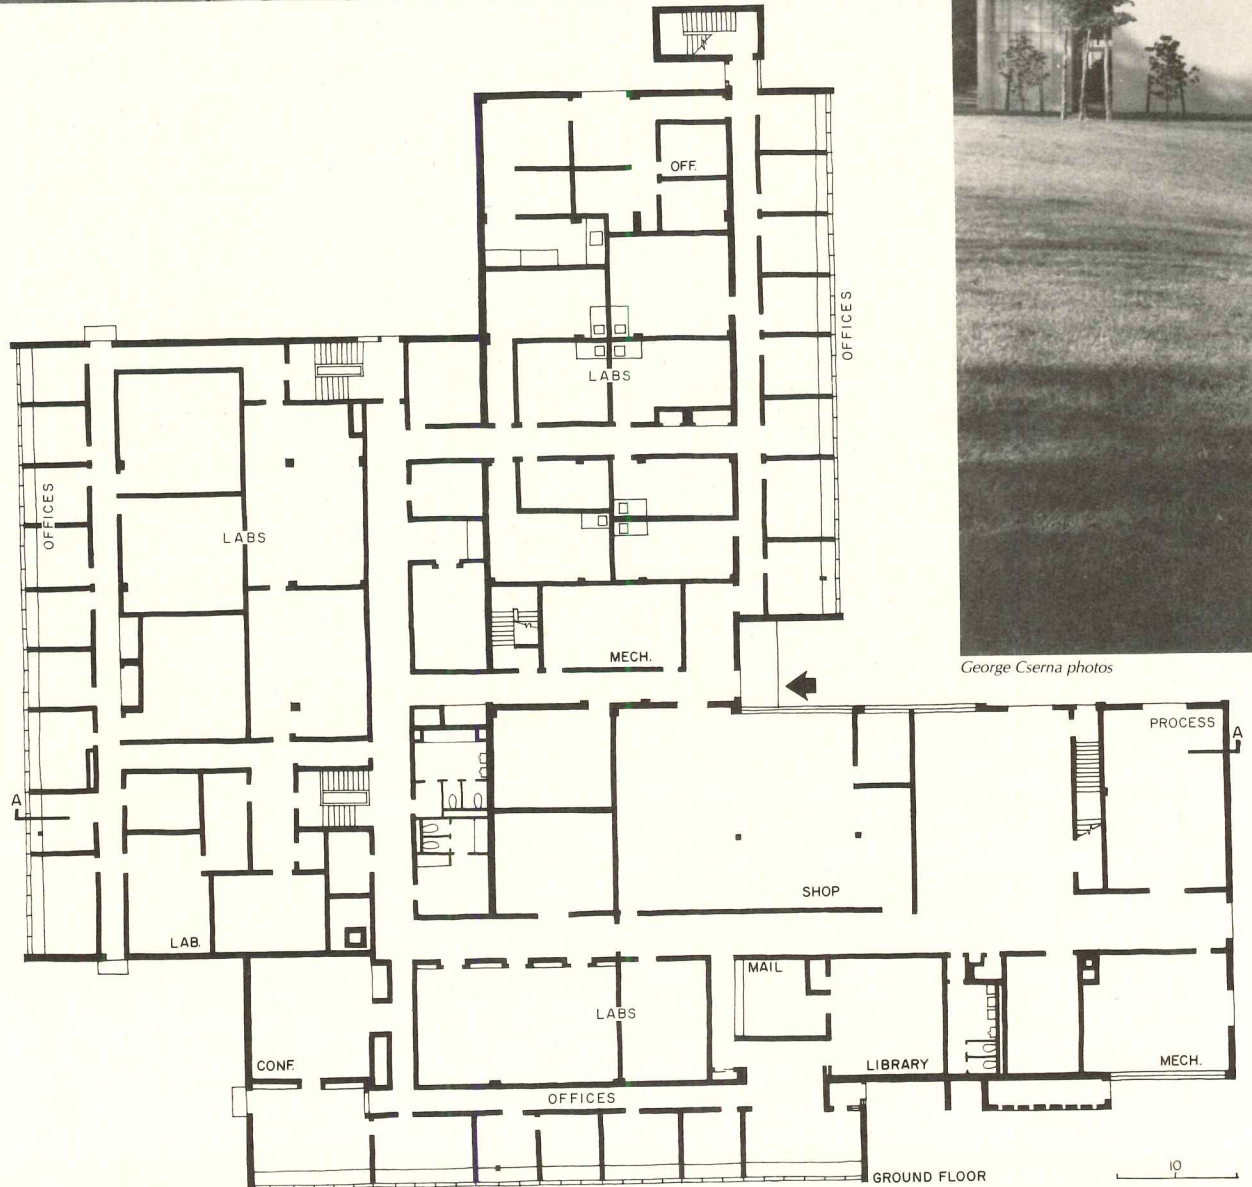 OFF.
OFFICES
LABS
OFFICES
LABS
MECH.
George Cserna photos
PROCESS
A
A
SHOP
LAB.
MAIL
LABS
CONF.
LIBRARY
MECH.
OFFICES
GROUND FLOOR
10